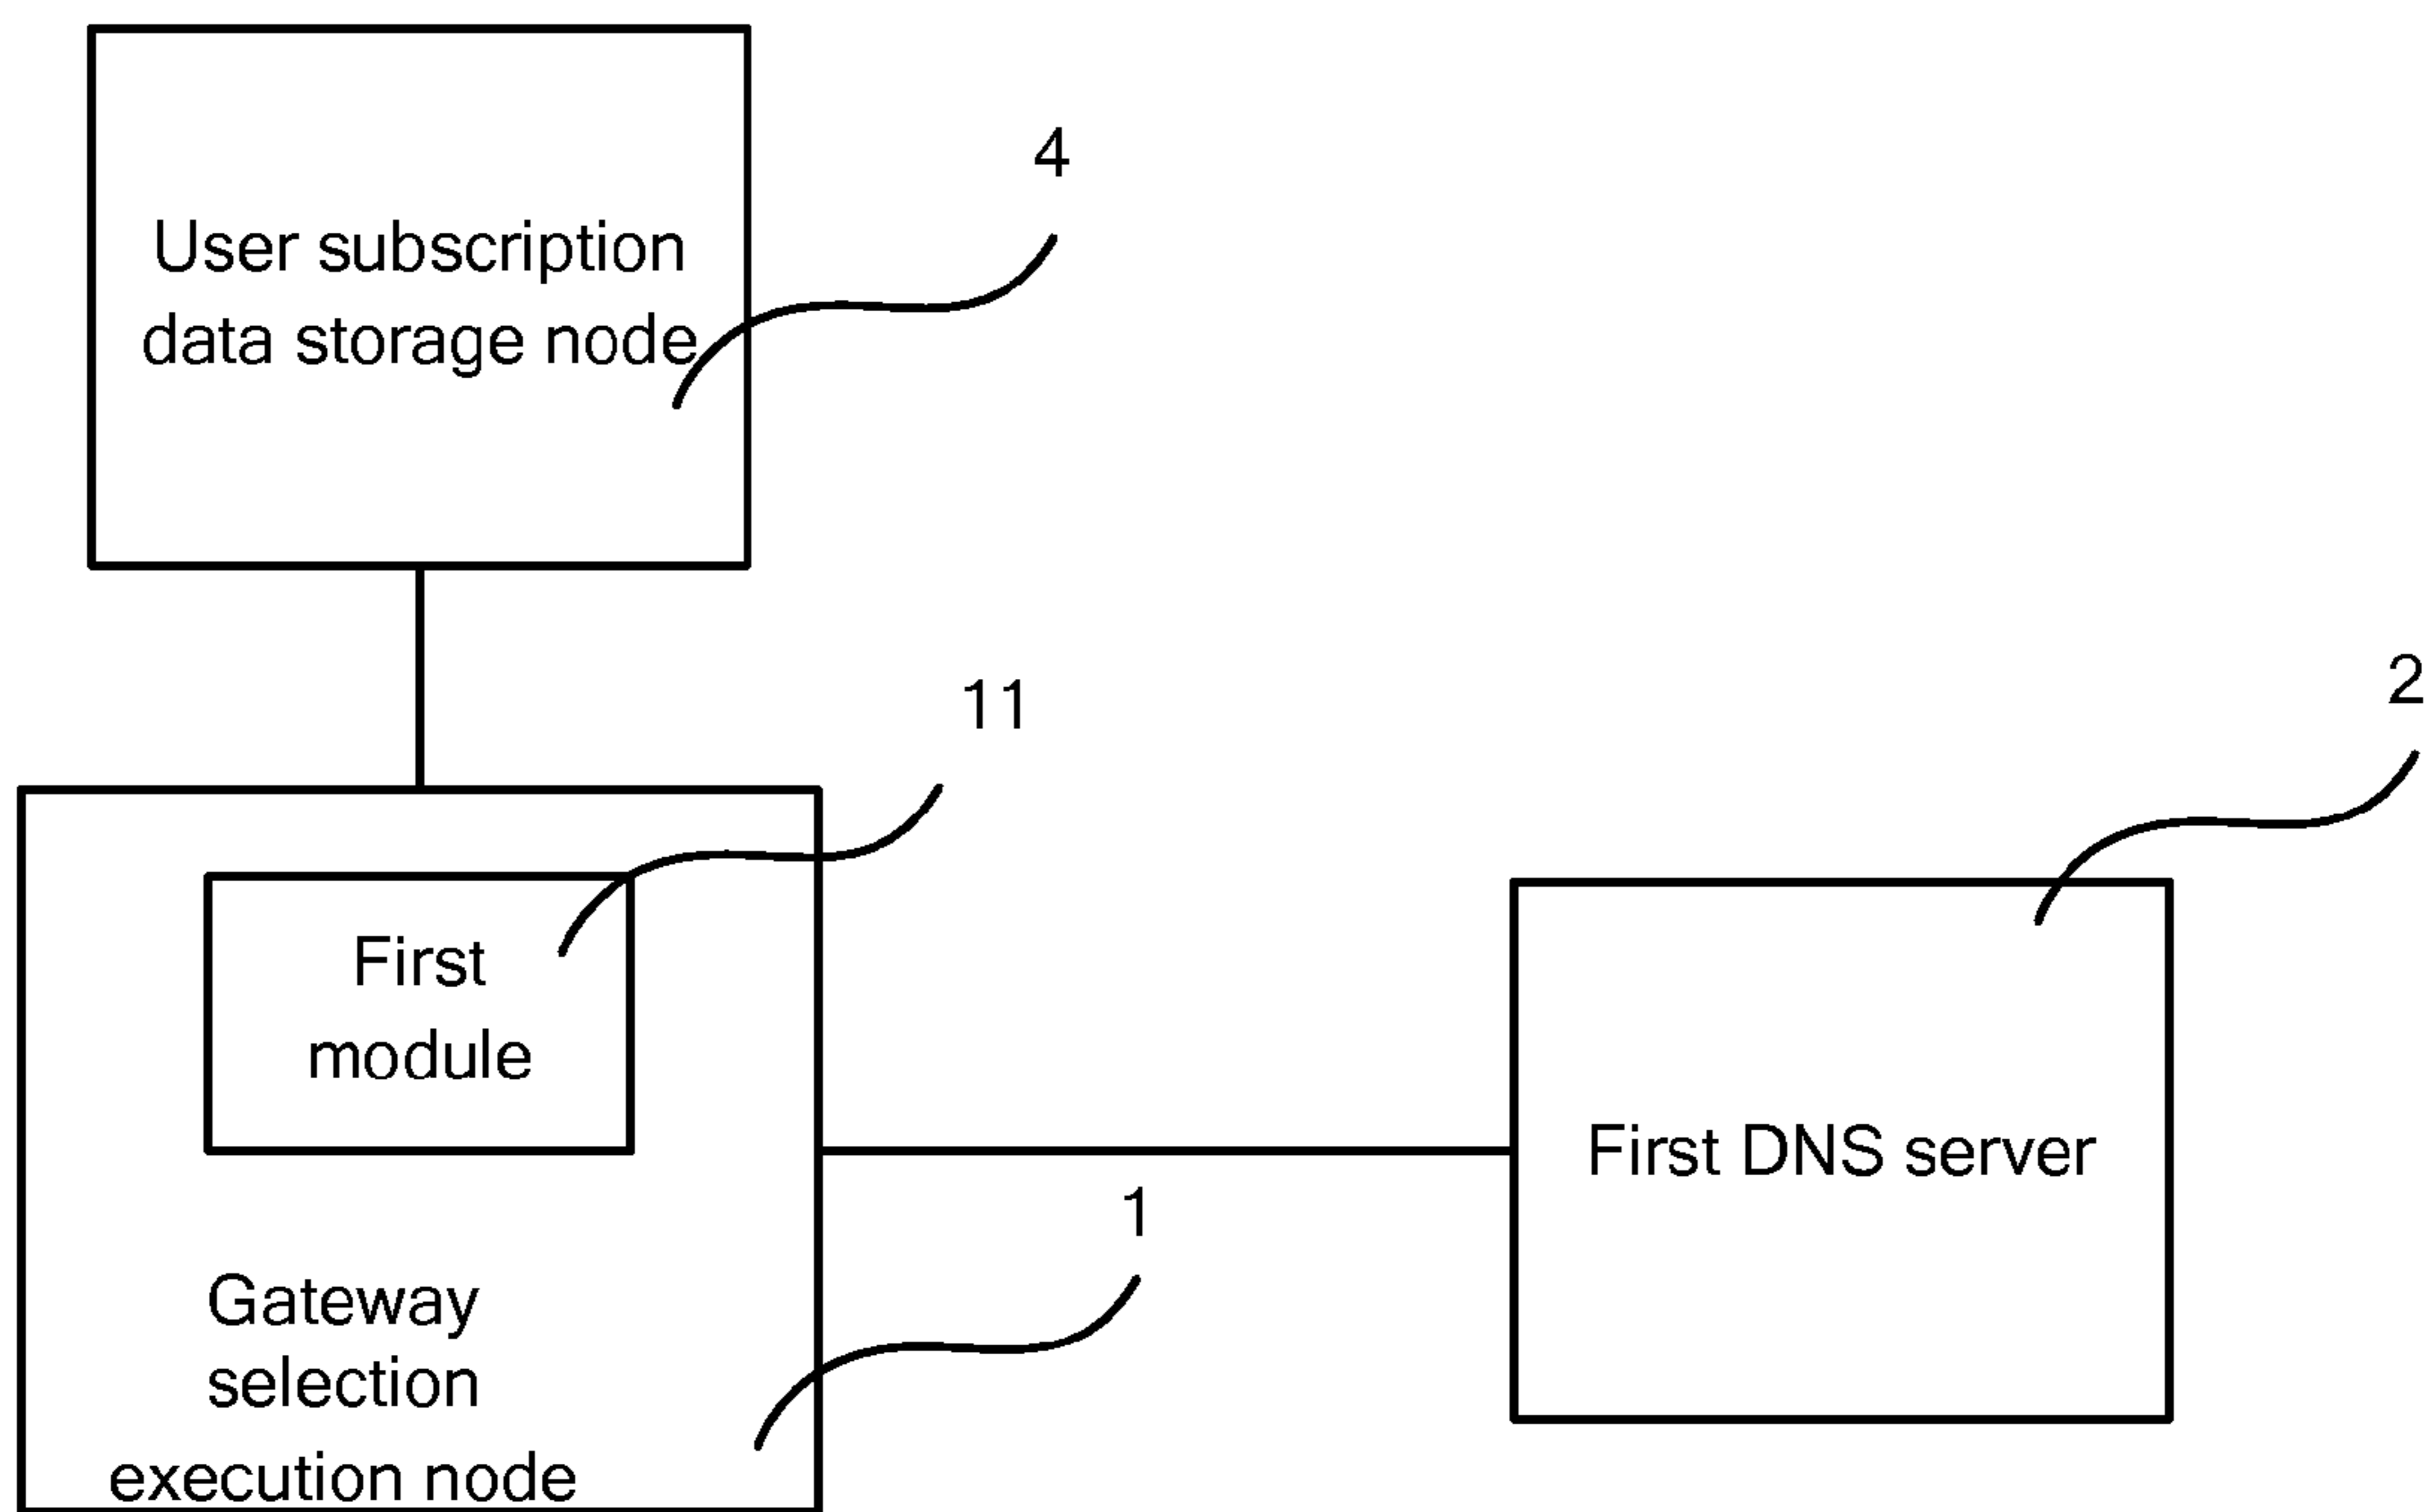 4
User subscription
data storage node
11
2
First
module
First DNS server
1
Gateway
selection
execution node